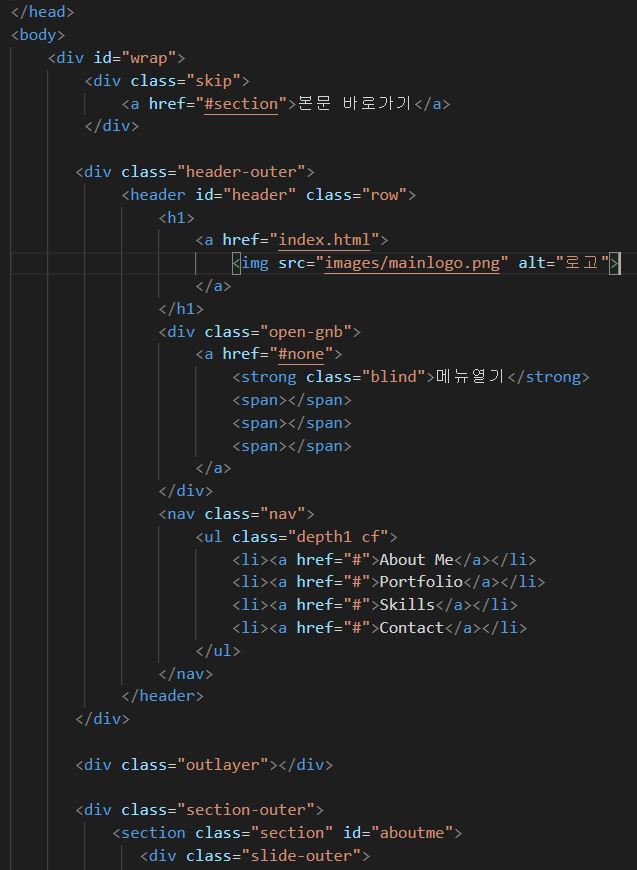 </head>
<body>
<div id="wrap">
<div class="skip">
<a href="#section">본문 바로가기</a>
</div>
<div class="header-outer">
<header id="header" class="row">
<h1>
<a href="index.html">
<img src="images/mainlogo.png" alt="로고">
</a>
</h1>
<div class="open-gnb">
<a href="#none">
<strong class="blind">메뉴열기</strong>
<span></span>
<span></span>
<span></span>
</a>
</div>
<nav class="nav">
<ul class="depth1 cf">
<li><a href="#">About Me</a></li>
<li><a href="#">Portfolio</a></li>
<li><a href="#">Skills</a></li>
<li><a href="#">Contact</a></li>
</ul>
</nav>
</header>
</div>
<div class="outlayer"></div>
<div class="section-outer">
<section class="section" id="aboutme">
<div class="slide-outer">